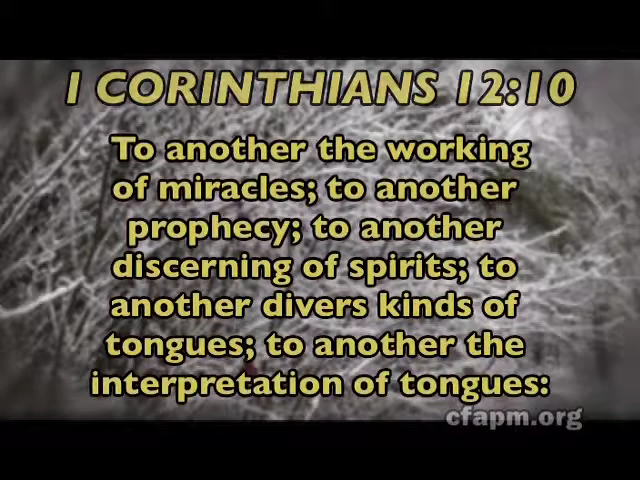 1 CORINTHIANS 12:10
To another the working
of miracles; to another
prophecy; to another
discerning of spirits; to
another divers kinds of
tongues; to another the
interpretation of tongues:
cfapm.org